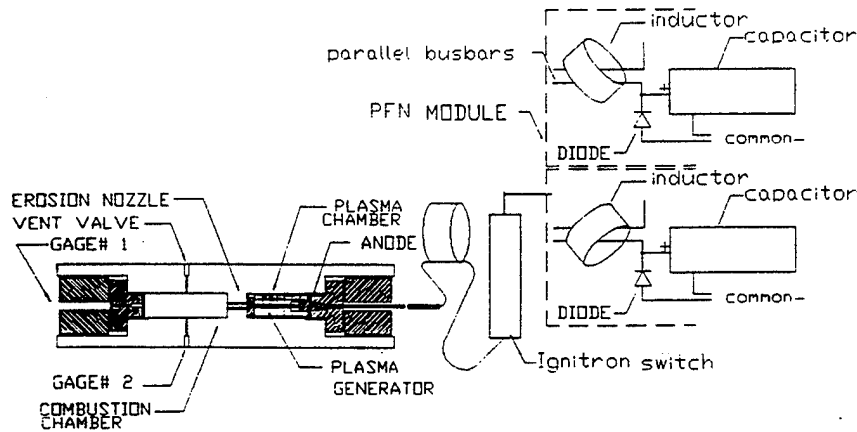 inductor
capacitor
parallel busbars
+
PFN MODULE
DIODE
common-
inductor
capacitor
+
DIODE
common-
EROSION NOZZLE
VENT VALVE
GAGE# 1
PLASMA
CHAMBER
ANODE
Ignitron switch
GAGE# 2
COMBUSTION
CHAMBER
PLASMA
GENERATOR